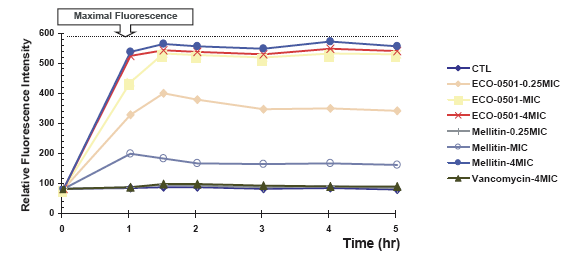 Maximal Fluorescence
Relative Fluorescence Intensity
600
500
400
300
200
100
0
0 1 2 3 4 5
Time (hr)
CTL
ECO-0501-0.25MIC
ECO-0501-MIC
ECO-0501-4MIC
Mellitin-0.25MIC
Mellitin-MIC
Mellitin-4MIC
Vancomycin-4MIC